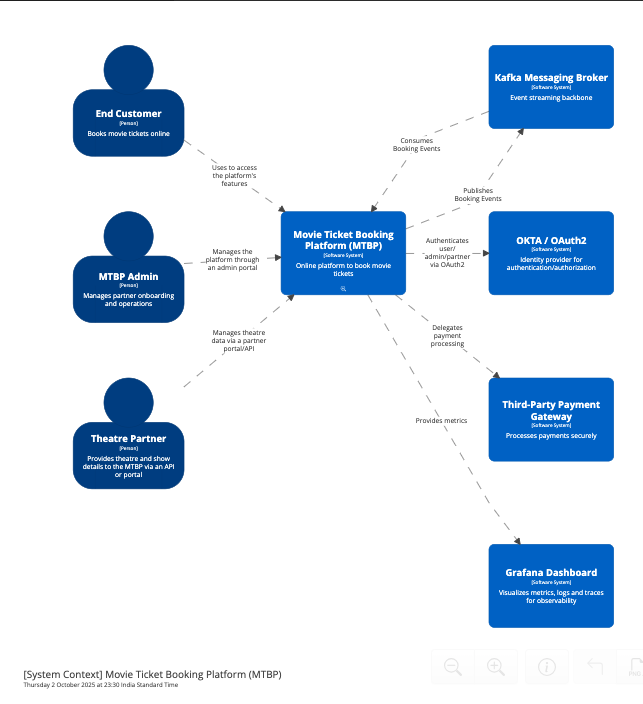 End Customer
[Person]
Books movie tickets online
Uses to access
the platform's
features
MTBP Admin
[Person]
Manages partner onboarding
and operations
Manages the
platform through
an admin portal
Theatre Partner
[Person]
Provides theatre and show
details to the MTBP via an API
or portal
Manages theatre
data via a partner
portal/API
Movie Ticket Booking
Platform (MTBP)
[Software System]
Online platform to book movie
tickets
Kafka Messaging Broker
[Software System]
Event streaming backbone
Consumes
Booking Events
Publishes
Booking Events
OKTA / OAuth2
[Software System]
Identity provider for
authentication/authorization
Authenticates
user/
admin/partner
via OAuth2
Third-Party Payment
Gateway
[Software System]
Processes payments securely
Delegates
payment
processing
Grafana Dashboard
[Software System]
Visualizes metrics, logs and traces
for observability
Provides metrics
[System Context] Movie Ticket Booking Platform (MTBP)
Thursday 2 October 2025 at 23:30 India Standard Time